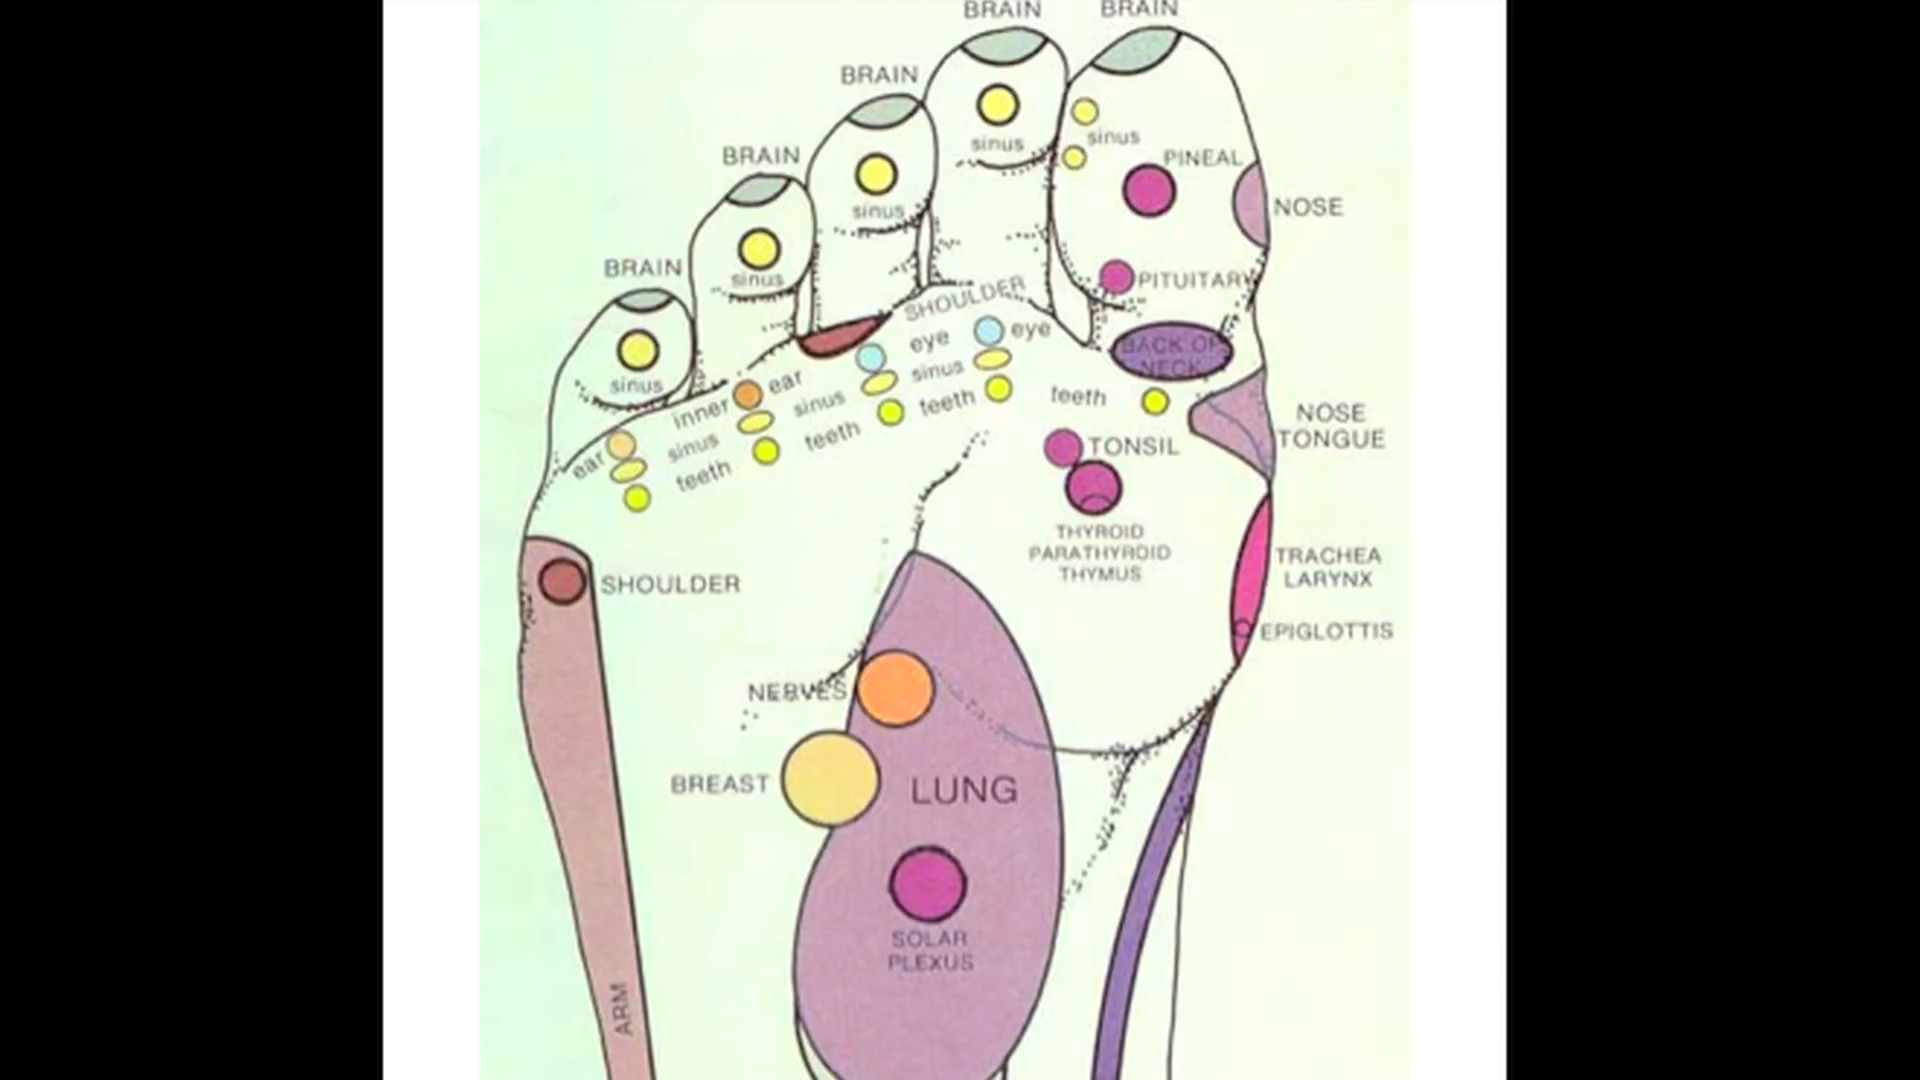 BRAIN BRAIN
BRAIN
sinus
sinus
BRAIN
PINEAL
sinus
NOSE
BRAIN
sinus
PITUITARY
SHOULDER
eye
eye
BACK OF
NECK
sinus
ear
inner
sinus
sinus
teeth
teeth
teeth
NOSE
TONGUE
ear
sinus
teeth
teeth
TONSIL
THYROID
PARATHYROID
THYMUS
TRACHEA
LARYNX
SHOULDER
EPIGLOTTIS
NERVES
BREAST
LUNG
SOLAR
PLEXUS
ARM